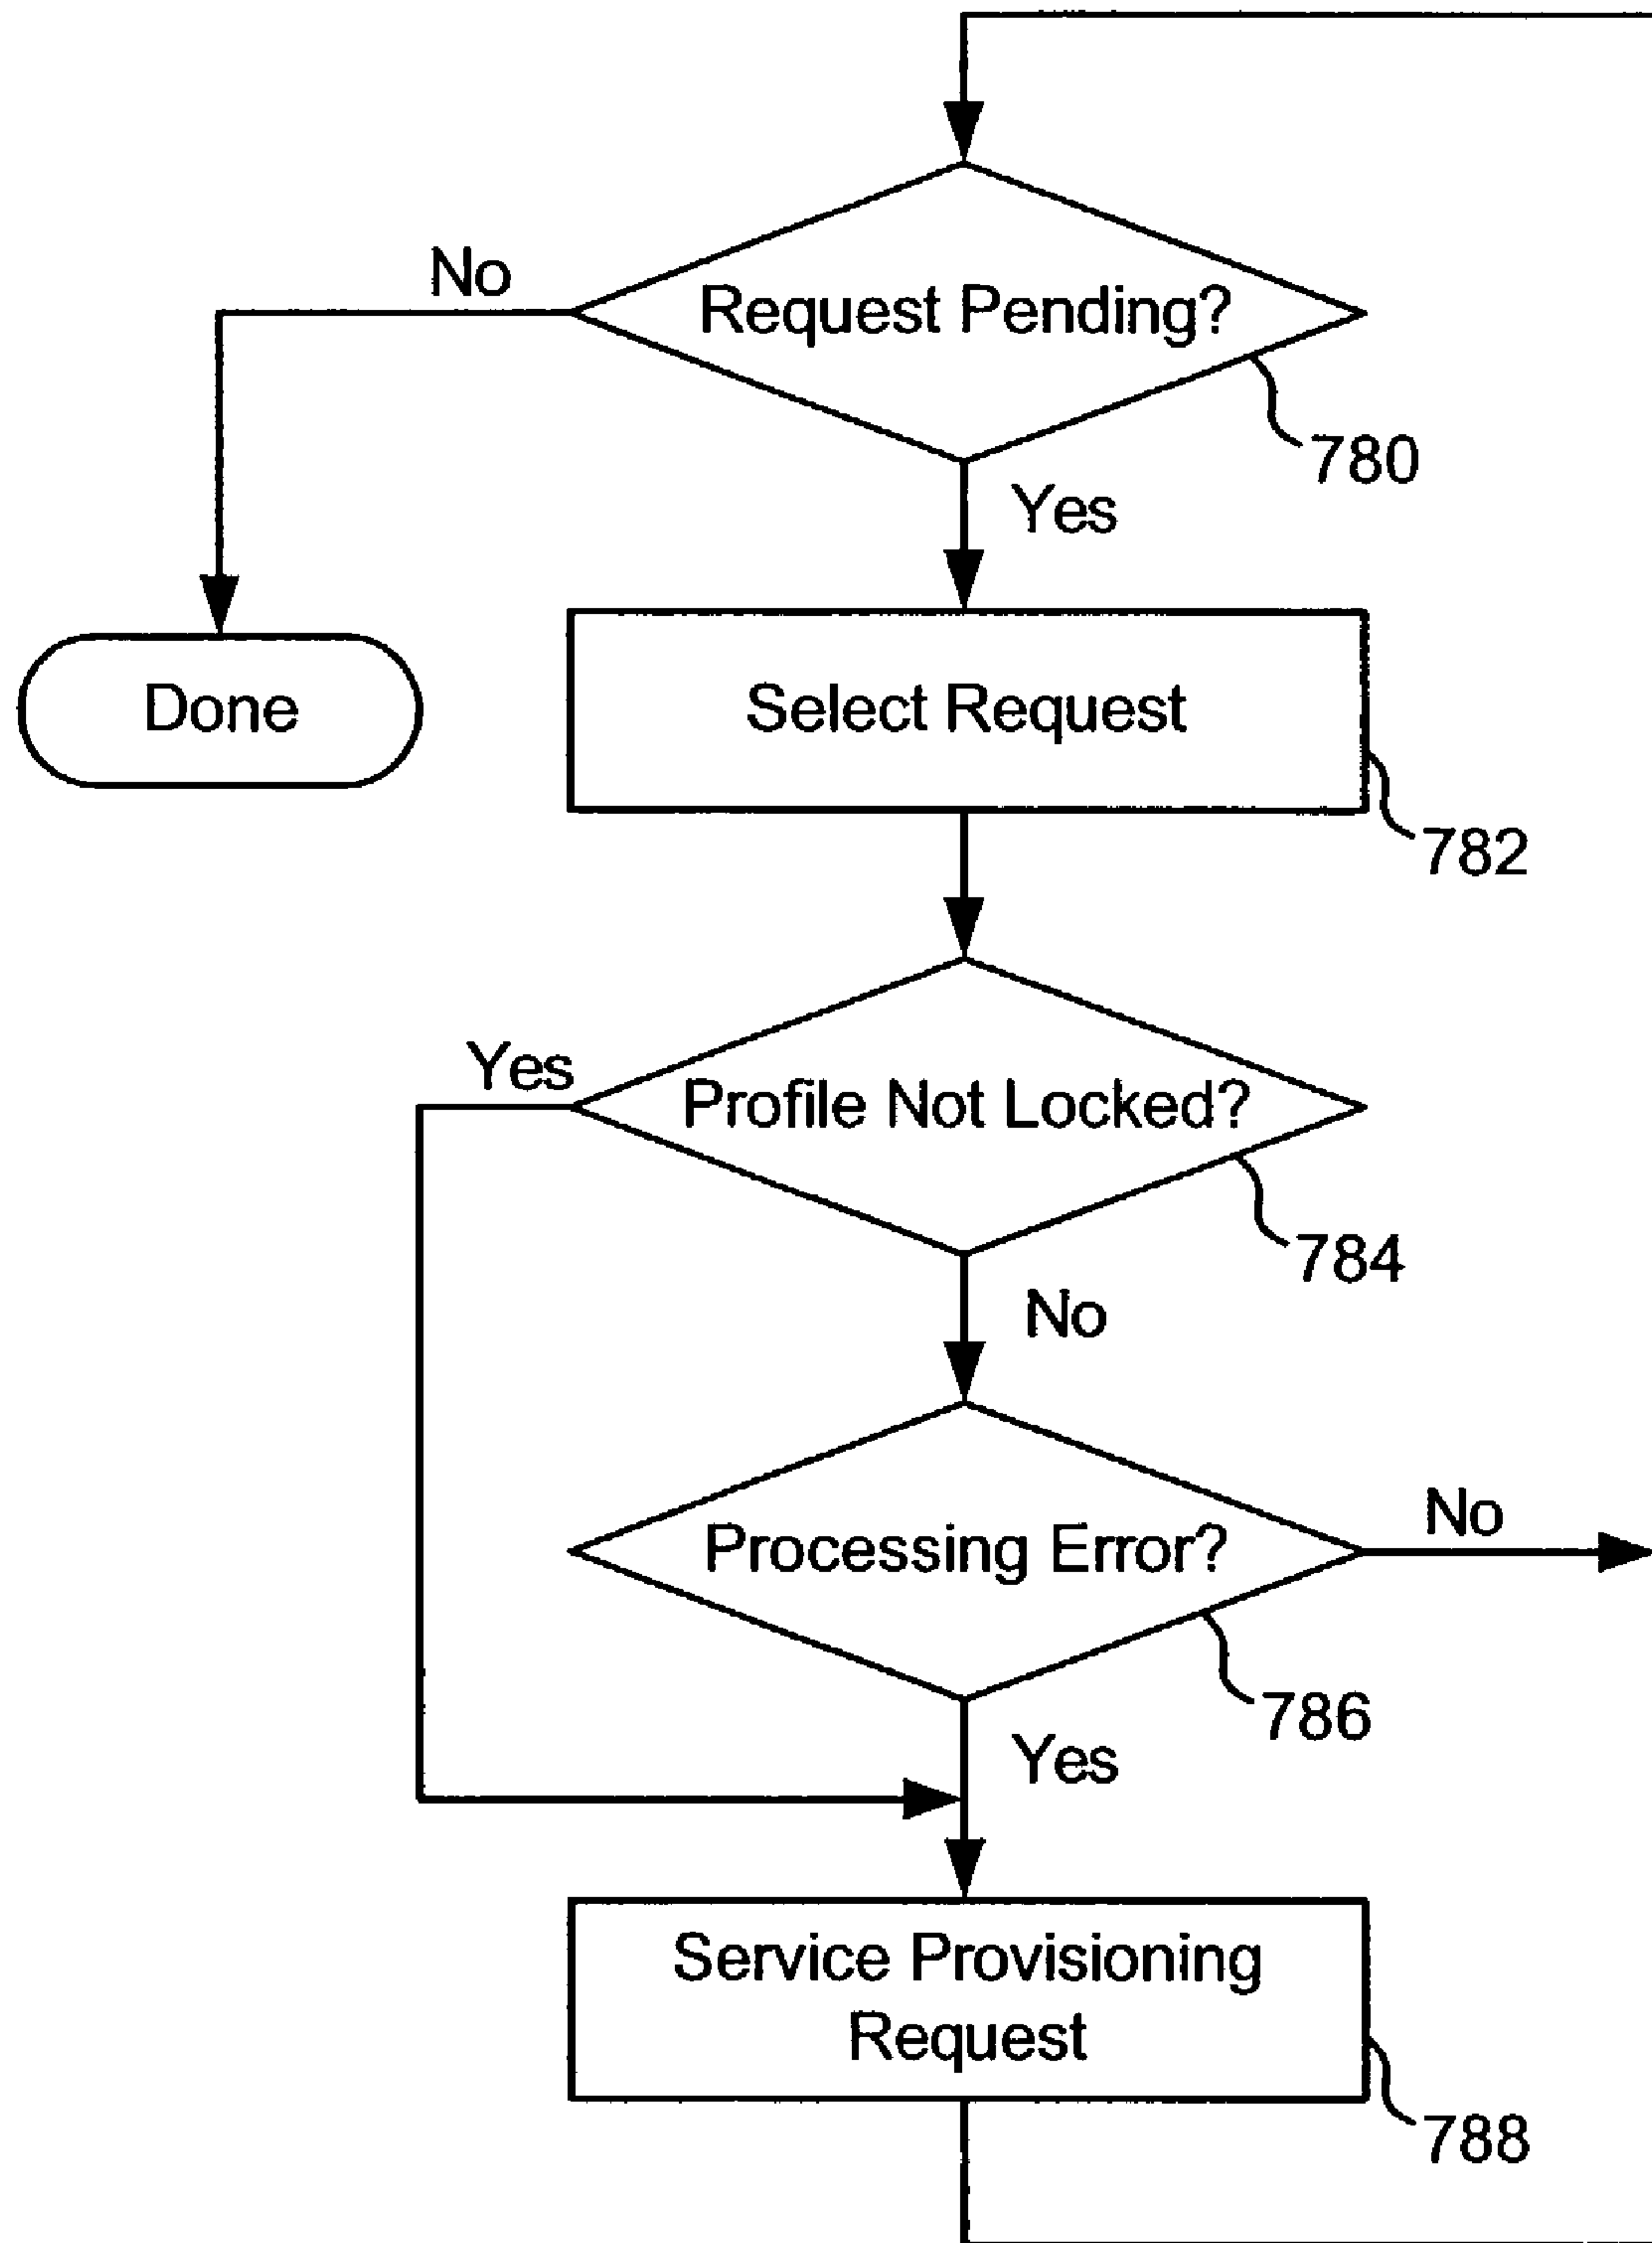 No
Request Pending?
780
Yes
Done
Select Request
782
Yes
Profile Not Locked?
784
No
Processing Error?
No
786
Yes
Service Provisioning
Request
788